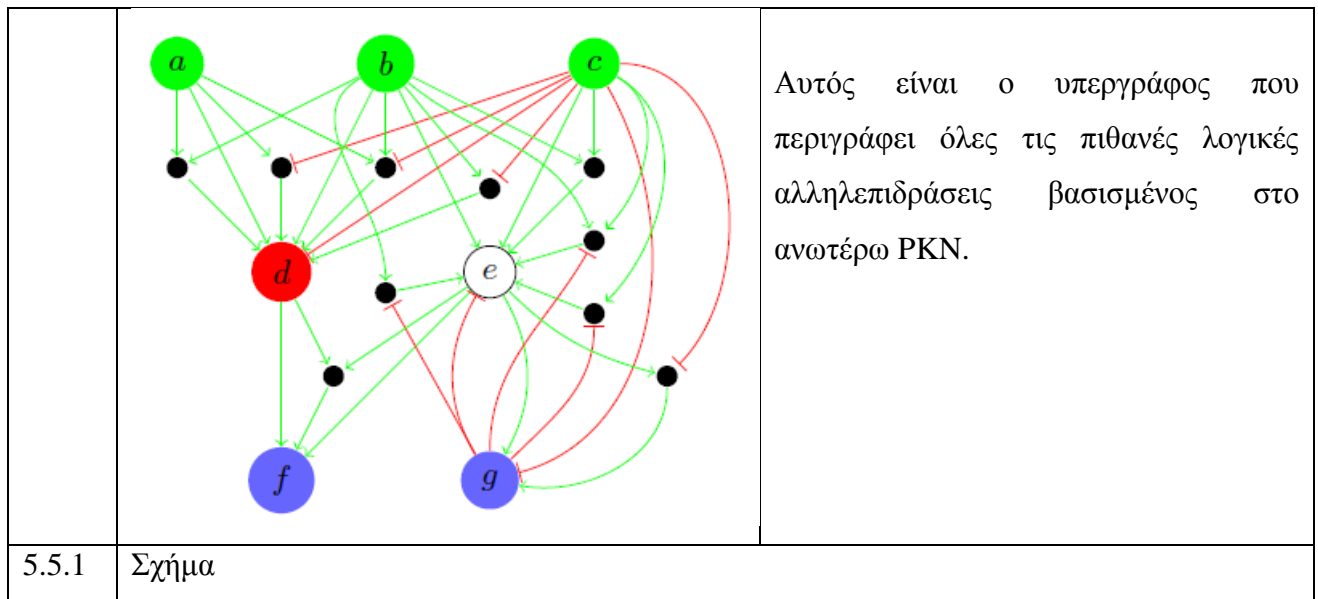 a b c
Αυτός είναι ο υπεργράφος που
περιγράφει όλες τις πιθανές λογικές
αλληλεπιδράσεις βασισμένος στο
ανωτέρω PKN.
d e
f g
5.5.1 Σχήμα